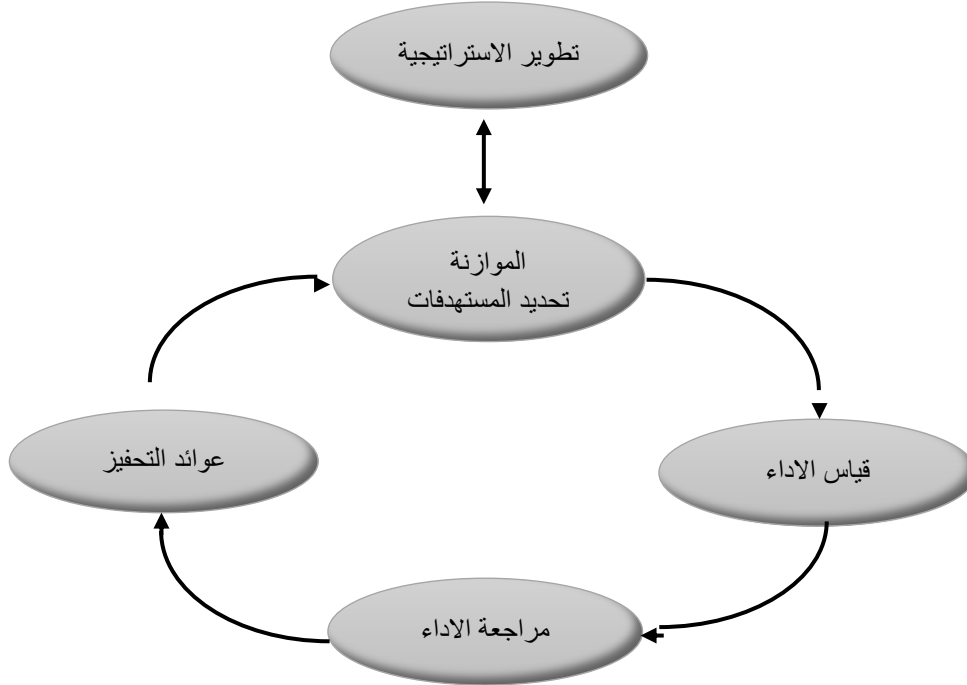 تطوير الاستراتيجية
الموازنة
تحديد المستهدفات
عوائد التحفيز
قياس الاداء
مراجعة الاداء